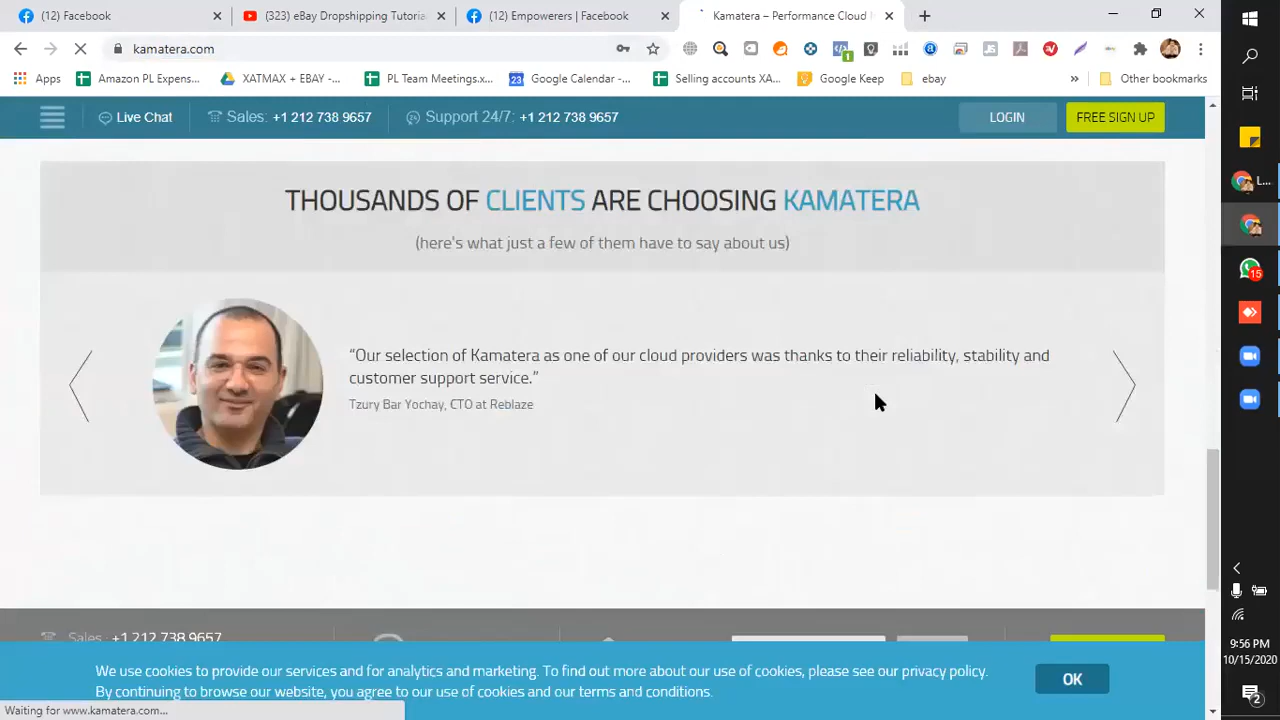 (12) Facebook
(323) eBay Dropshipping Tutoria
(12) Empowerers | Facebook
Kamatera – Performance Cloud
kamatera.com
Apps
Amazon PL Expens...
XATMAX + EBAY -...
PL Team Meetings.x...
Google Calendar -...
Selling accounts XA...
Google Keep
ebay
»
Other bookmarks
Live Chat
Sales: +1 212 738 9657
Support 24/7: +1 212 738 9657
LOGIN
FREE SIGN UP
THOUSANDS OF CLIENTS ARE CHOOSING KAMATERA
(here's what just a few of them have to say about us)
“Our selection of Kamatera as one of our cloud providers was thanks to their reliability, stability and
customer support service.”
Tzury Bar Yochay, CTO at Reblaze
Sales : +1 212 738 9657
We use cookies to provide our services and for analytics and marketing. To find out more about our use of cookies, please see our privacy policy.
By continuing to browse our website, you agree to our use of cookies and our terms and conditions.
OK
Waiting for www.kamatera.com...
L...
15
9:56 PM
10/15/2020
2